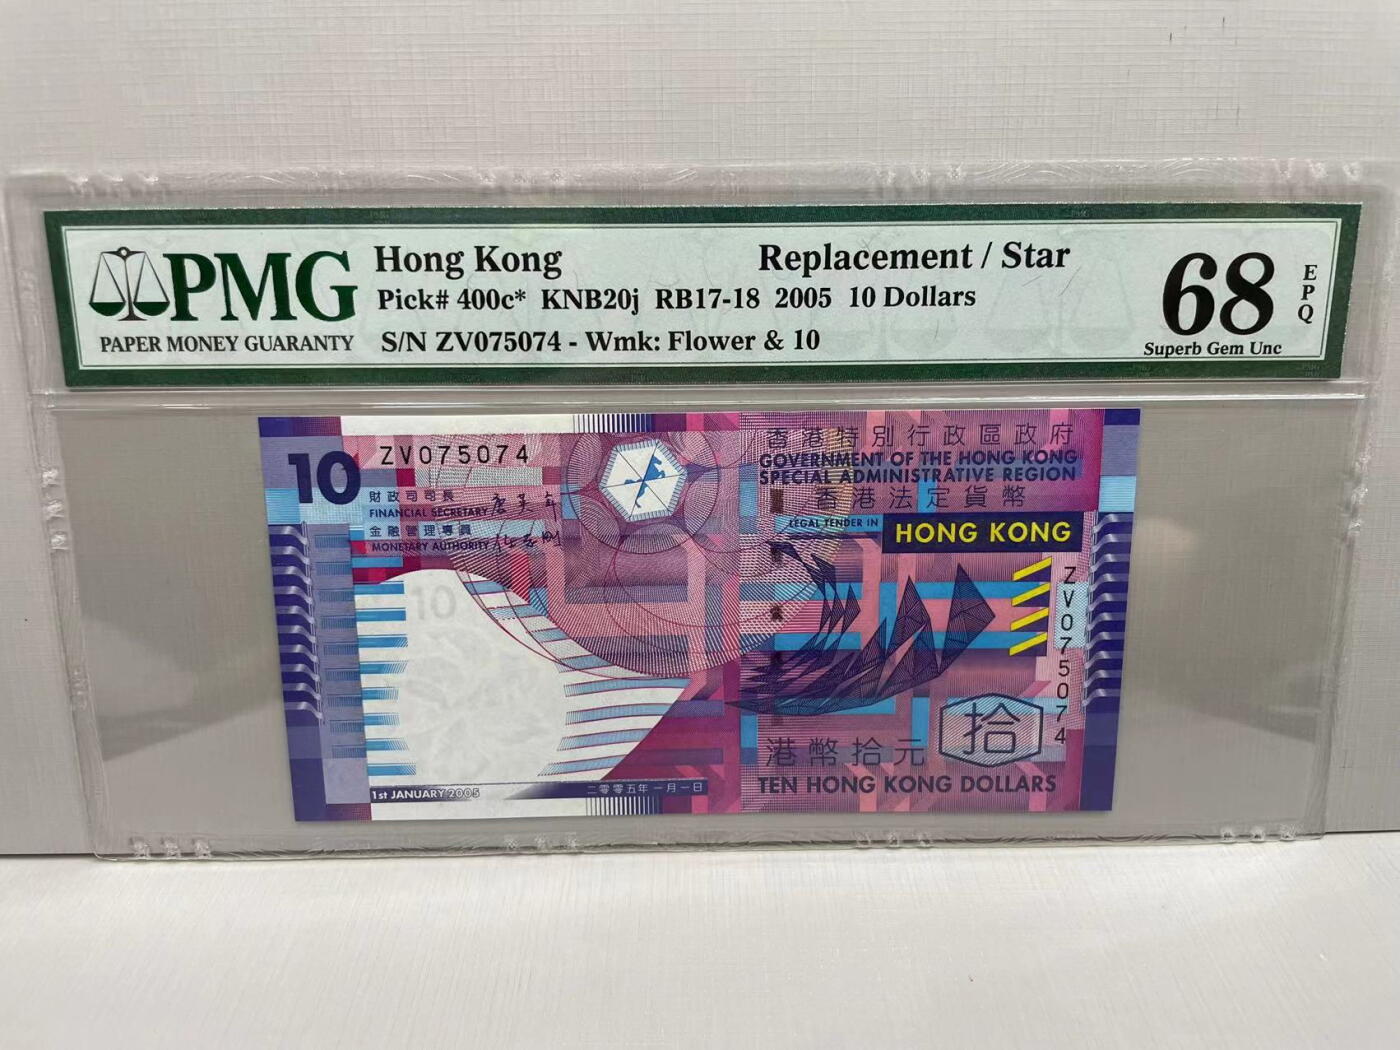 PMG
PAPER MONEY GUARANTY
Hong Kong Replacement / Star
Pick# 400c* KNB20j RB17-18 2005 10 Dollars
S/N ZV075074 - Wmk: Flower & 10
68
EPQ
Superb Gem Unc
10
ZV075074
財政司司長
FINANCIAL SECRETARY
金融管理專員
MONETARY AUTHORITY
10
1st JANUARY 2005
二零零五年一月一日
香港特別行政區政府
GOVERNMENT OF THE HONG KONG
SPECIAL ADMINISTRATIVE REGION
香港法定貨幣
LEGAL TENDER IN HONG KONG
ZV075074
拾
港幣拾元
TEN HONG KONG DOLLARS